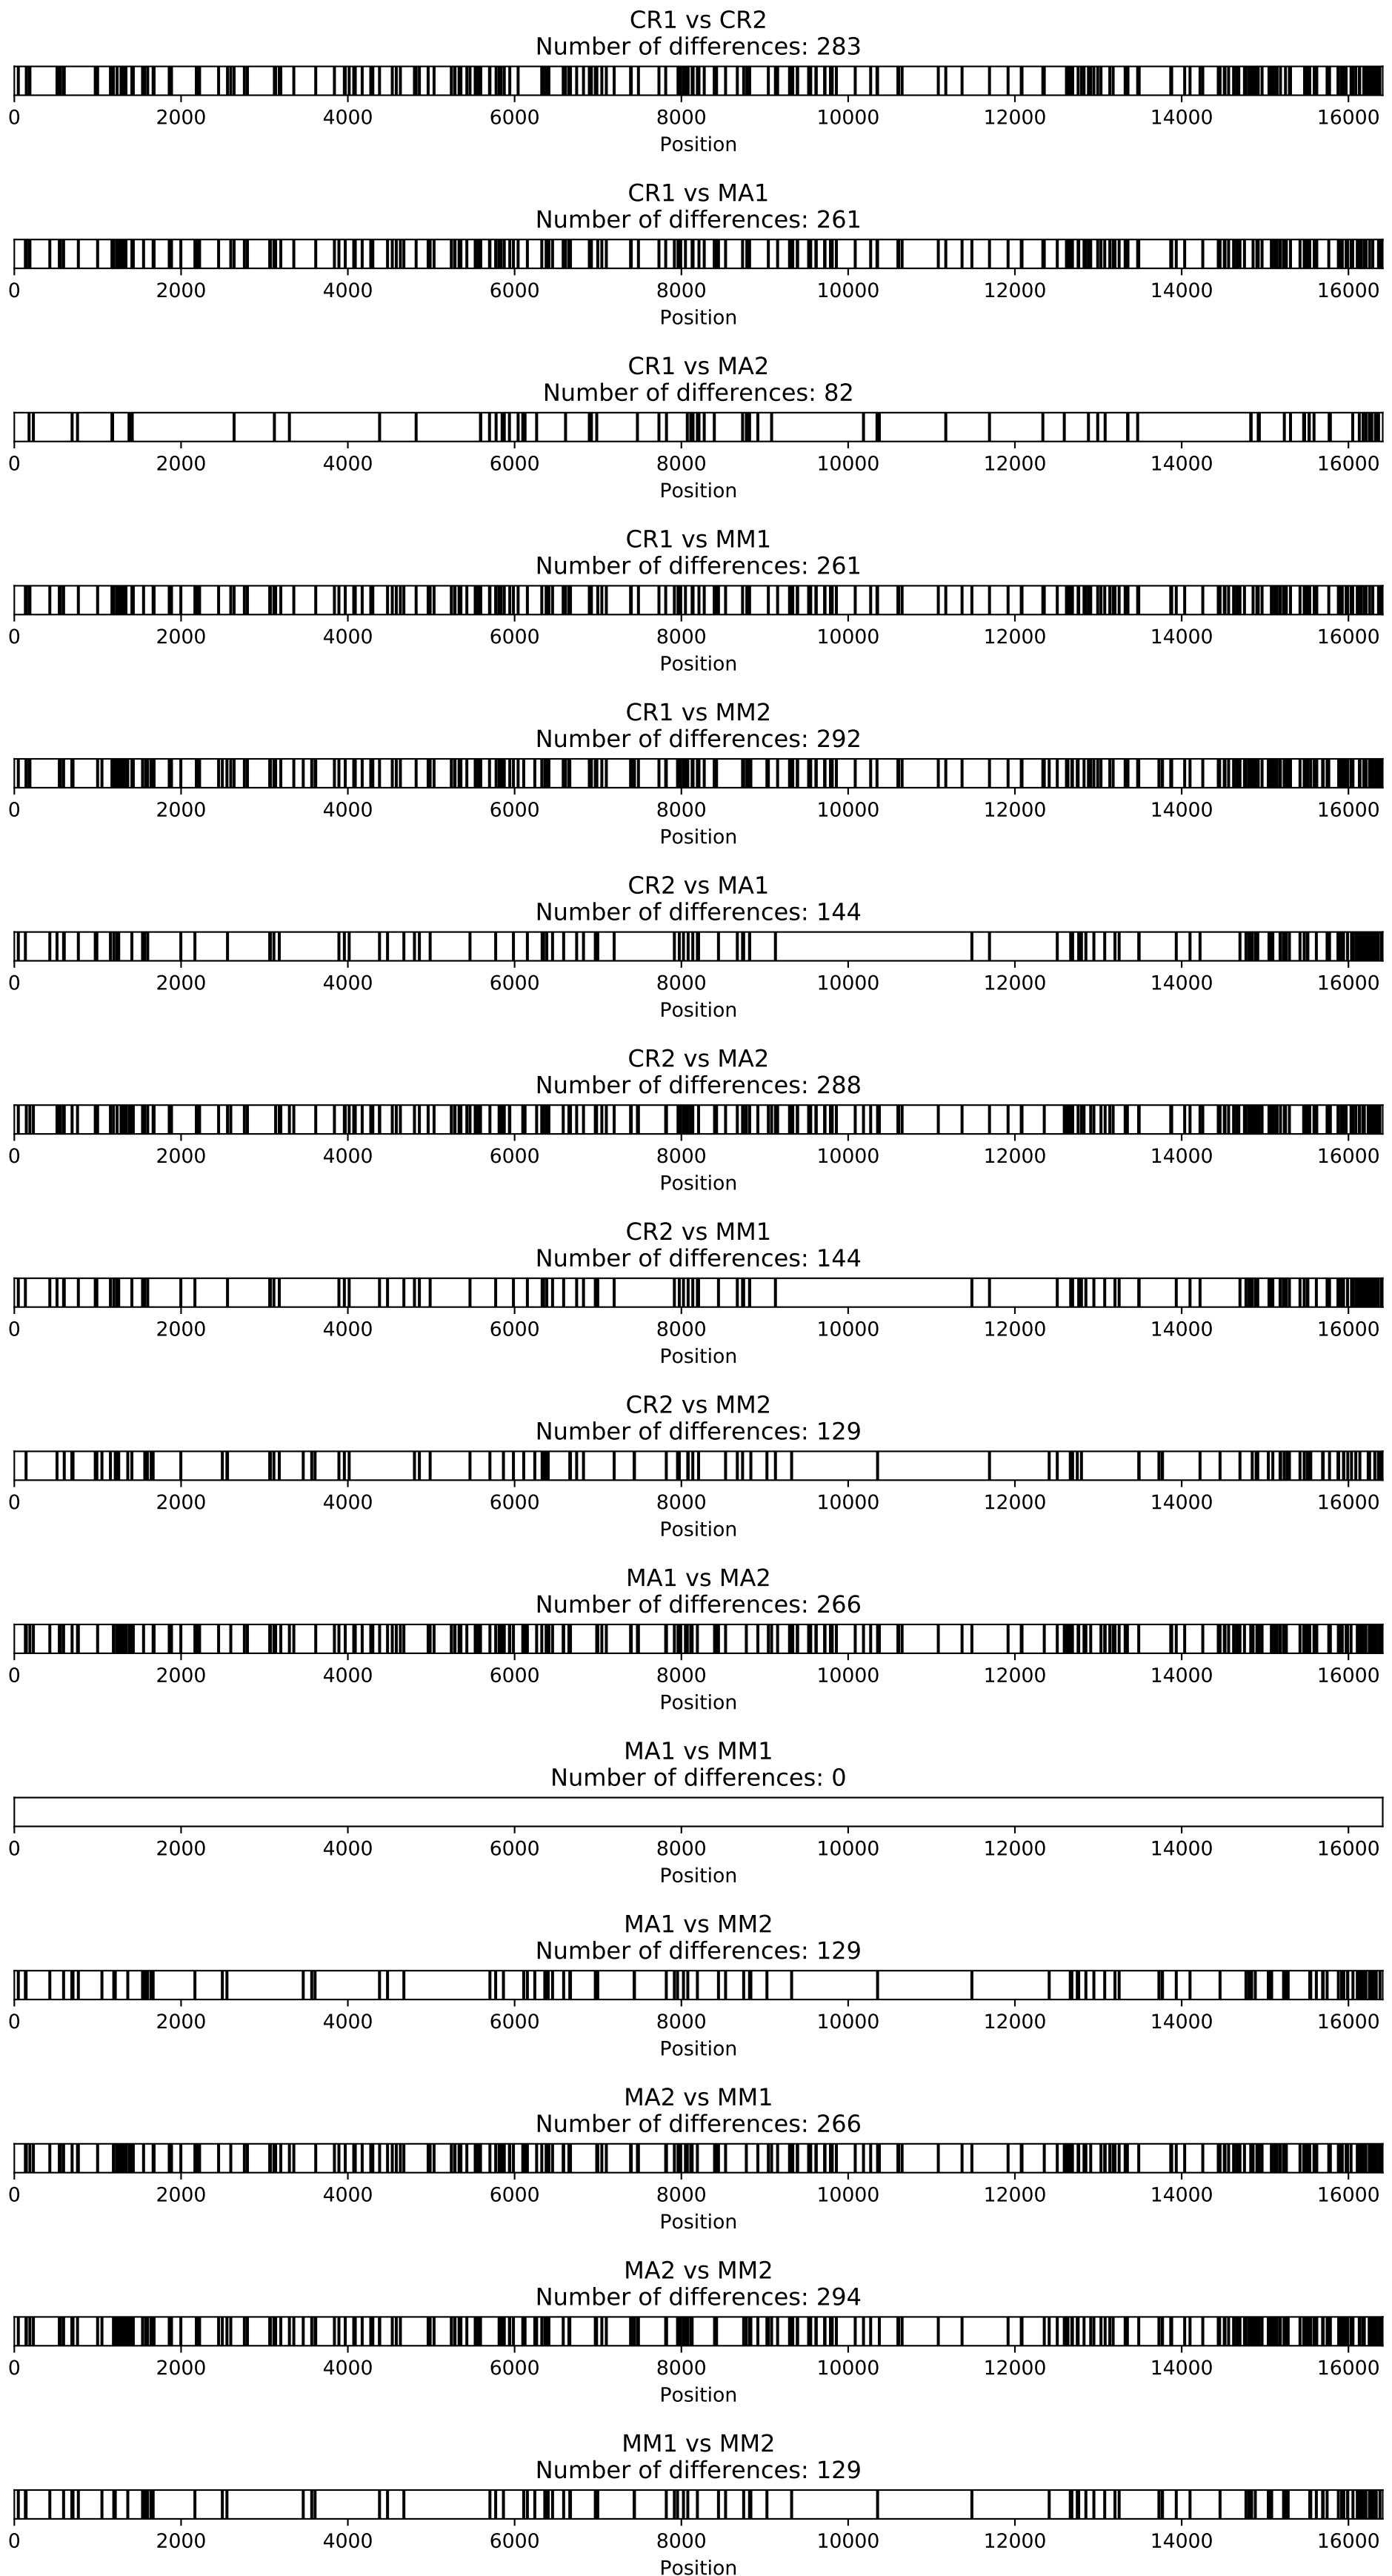 CR1 vs CR2
Number of differences: 283
0 2000 4000 6000 8000 10000 12000 14000 16000
Position
CR1 vs MA1
Number of differences: 261
0 2000 4000 6000 8000 10000 12000 14000 16000
Position
CR1 vs MA2
Number of differences: 82
0 2000 4000 6000 8000 10000 12000 14000 16000
Position
CR1 vs MM1
Number of differences: 261
0 2000 4000 6000 8000 10000 12000 14000 16000
Position
CR1 vs MM2
Number of differences: 292
0 2000 4000 6000 8000 10000 12000 14000 16000
Position
CR2 vs MA1
Number of differences: 144
0 2000 4000 6000 8000 10000 12000 14000 16000
Position
CR2 vs MA2
Number of differences: 288
0 2000 4000 6000 8000 10000 12000 14000 16000
Position
CR2 vs MM1
Number of differences: 144
0 2000 4000 6000 8000 10000 12000 14000 16000
Position
CR2 vs MM2
Number of differences: 129
0 2000 4000 6000 8000 10000 12000 14000 16000
Position
MA1 vs MA2
Number of differences: 266
0 2000 4000 6000 8000 10000 12000 14000 16000
Position
MA1 vs MM1
Number of differences: 0
0 2000 4000 6000 8000 10000 12000 14000 16000
Position
MA1 vs MM2
Number of differences: 129
0 2000 4000 6000 8000 10000 12000 14000 16000
Position
MA2 vs MM1
Number of differences: 266
0 2000 4000 6000 8000 10000 12000 14000 16000
Position
MA2 vs MM2
Number of differences: 294
0 2000 4000 6000 8000 10000 12000 14000 16000
Position
MM1 vs MM2
Number of differences: 129
0 2000 4000 6000 8000 10000 12000 14000 16000
Position